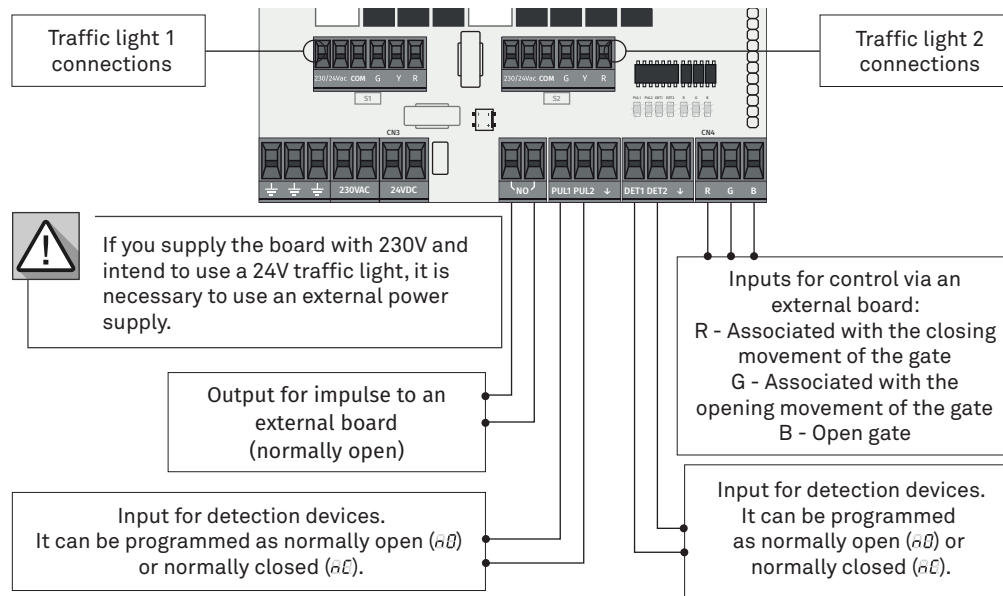 Traffic light 1
connections
Traffic light 2
connections
230/24Vac COM G Y R
S1
230/24Vac COM G Y R
S2
PUL1 PUL2 DET1 DET2 R G B
CN3
CN4
230VAC 24VDC
NO PUL1 PUL2 ↓ DET1 DET2 ↓ R G B
If you supply the board with 230V and
intend to use a 24V traffic light, it is
necessary to use an external power
supply.
Inputs for control via an
external board:
R - Associated with the closing
movement of the gate
G - Associated with the
opening movement of the gate
B - Open gate
Output for impulse to an
external board
(normally open)
Input for detection devices.
It can be programmed as normally open (nO)
or normally closed (nC).
Input for detection devices.
It can be programmed
as normally open (nO) or
normally closed (nC).